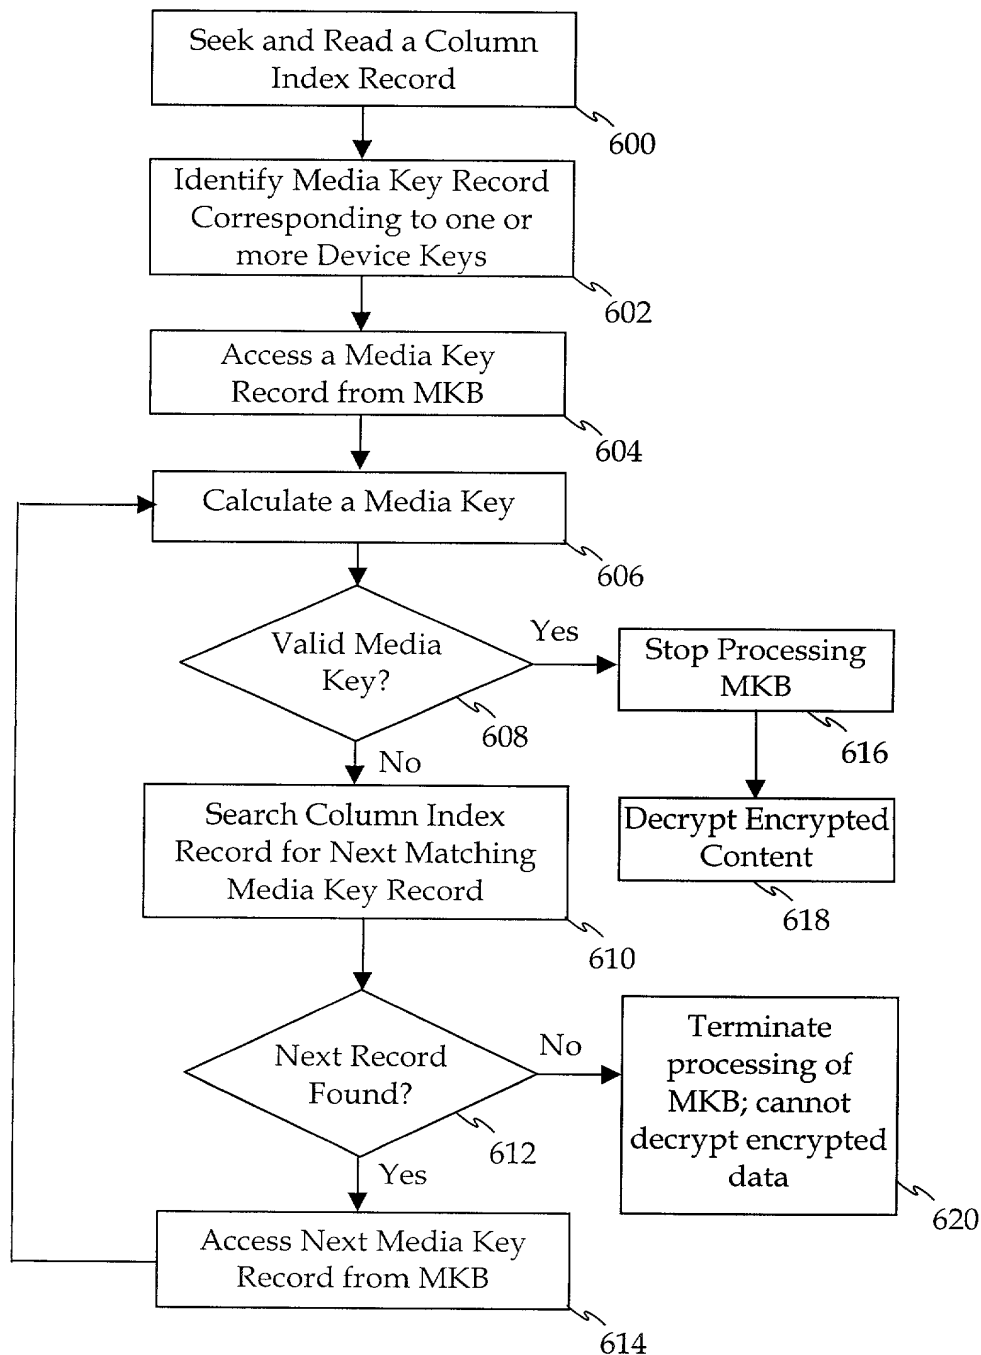 Seek and Read a Column
Index Record
600
Identify Media Key Record
Corresponding to one or
more Device Keys
602
Access a Media Key
Record from MKB
604
Calculate a Media Key
606
Valid Media
Key?
608
Yes
Stop Processing
MKB
616
Decrypt Encrypted
Content
618
No
Search Column Index
Record for Next Matching
Media Key Record
610
Next Record
Found?
612
No
Terminate
processing of
MKB; cannot
decrypt encrypted
data
620
Yes
Access Next Media Key
Record from MKB
614